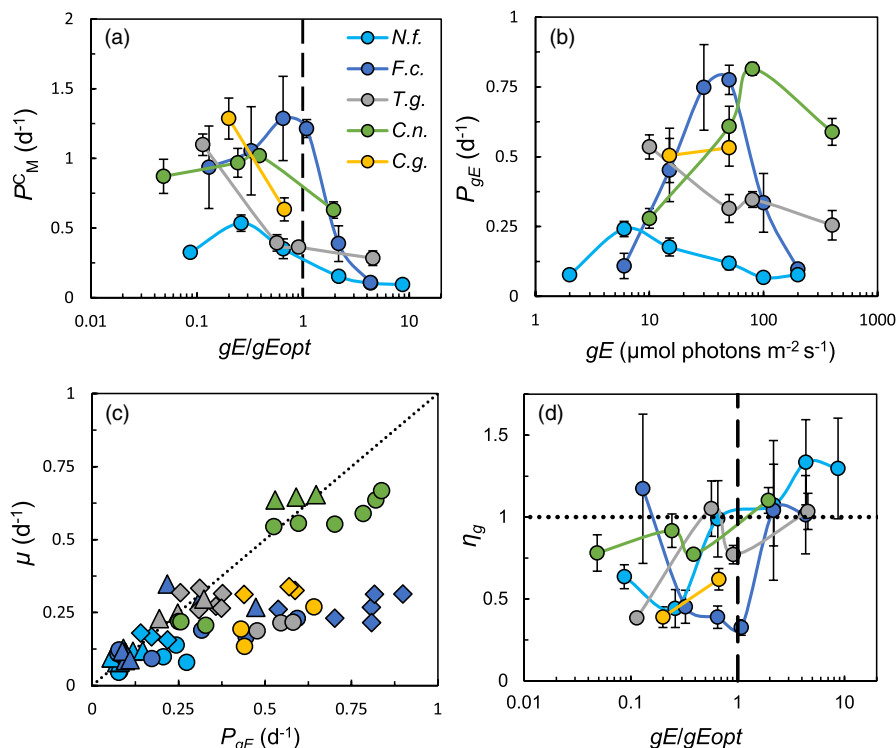 (a)
P^C_M (d⁻¹)
2
1.5
1
0.5
0
0.01
0.1
1
10
gE/gEopt
N.f.
F.c.
T.g.
C.n.
C.g.
(b)
P_gE (d⁻¹)
1
0.75
0.5
0.25
0
1
10
100
1000
gE (μmol photons m⁻² s⁻¹)
(c)
μ (d⁻¹)
1
0.75
0.5
0.25
0
0
0.25
0.5
0.75
1
P_gE (d⁻¹)
(d)
η_g
1.5
1
0.5
0
0.01
0.1
1
10
gE/gEopt